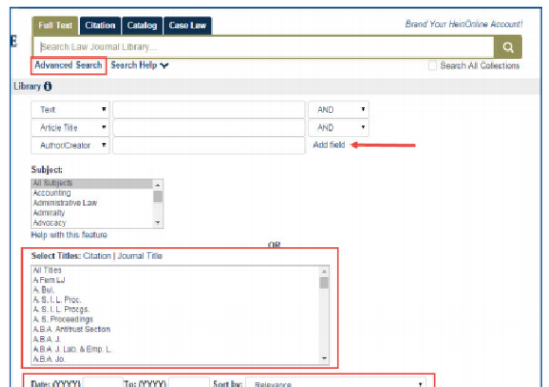 Full Text Citation Catalog Case Law Brand Your HeinOnline Account!
E
Search Law Journal Library...
Advanced Search Search Help Search All Collections
Library
Text AND
Article Title AND
Author/Creator Add field
Subject:
All Subjects
Accounting
Administrative Law
Admiralty
Advocacy
Help with this feature
OR
Select Titles: Citation | Journal Title
All Titles
A Fem LJ
A. Bul.
A. S. I. L. Proc.
A. S. I. L. Procgs.
A. S. Proceedings
A.B.A. Antitrust Section
A.B.A. J.
A.B.A. J. Lab. & Emp. L.
A.B.A. Jo.
Date: (YYYY) To: (YYYY) Sort by: Relevance